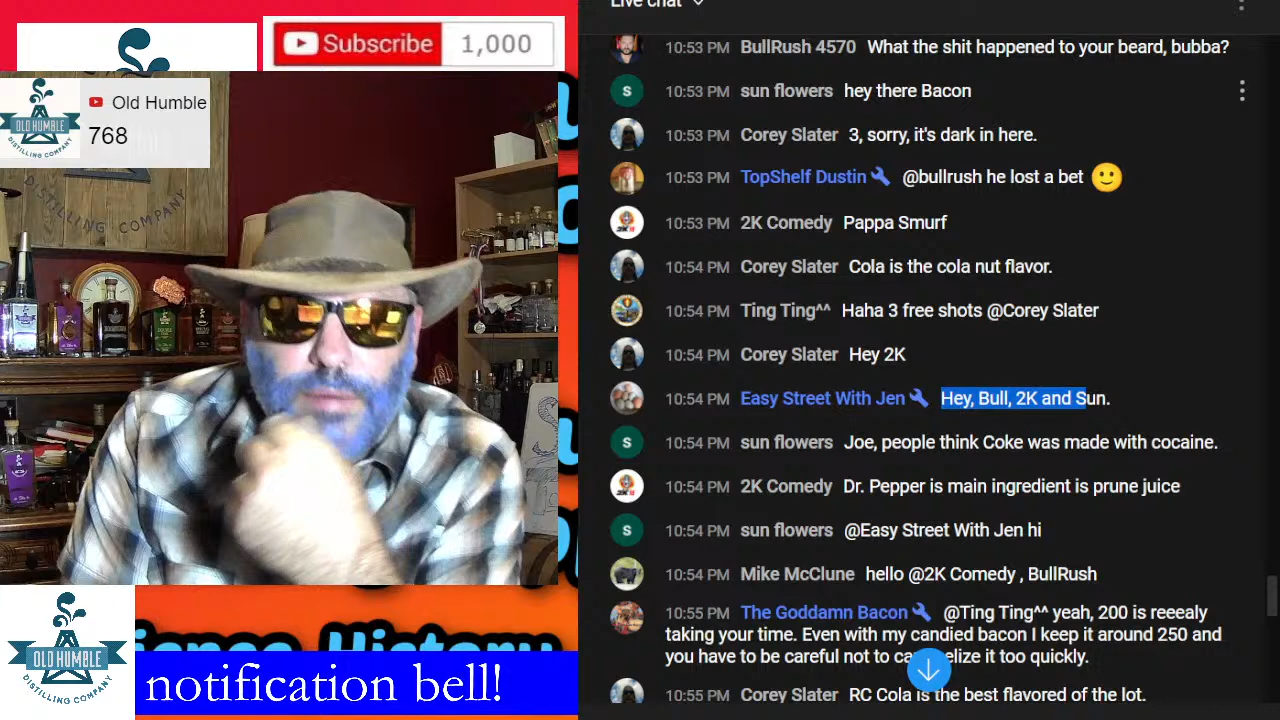 Subscribe 1,000
Old Humble
768
OLD HUMBLE
DISTILLING COMPANY
DISTILLING COMPANY
OLD HUMBLE
DISTILLING COMPANY
notification bell!
History
Live chat
10:53 PM BullRush 4570 What the shit happened to your beard, bubba?
S 10:53 PM sun flowers hey there Bacon
10:53 PM Corey Slater 3, sorry, it's dark in here.
10:53 PM TopShelf Dustin @bullrush he lost a bet 🙂
10:53 PM 2K Comedy Pappa Smurf
10:54 PM Corey Slater Cola is the cola nut flavor.
10:54 PM Ting Ting^^ Haha 3 free shots @Corey Slater
10:54 PM Corey Slater Hey 2K
10:54 PM Easy Street With Jen Hey, Bull, 2K and Sun.
S 10:54 PM sun flowers Joe, people think Coke was made with cocaine.
10:54 PM 2K Comedy Dr. Pepper is main ingredient is prune juice
S 10:54 PM sun flowers @Easy Street With Jen hi
10:54 PM Mike McClune hello @2K Comedy , BullRush
10:55 PM The Goddamn Bacon @Ting Ting^^ yeah, 200 is reeealy
taking your time. Even with my candied bacon I keep it around 250 and
you have to be careful not to elize it too quickly.
10:55 PM Corey Slater RC Cola is the best flavored of the lot.